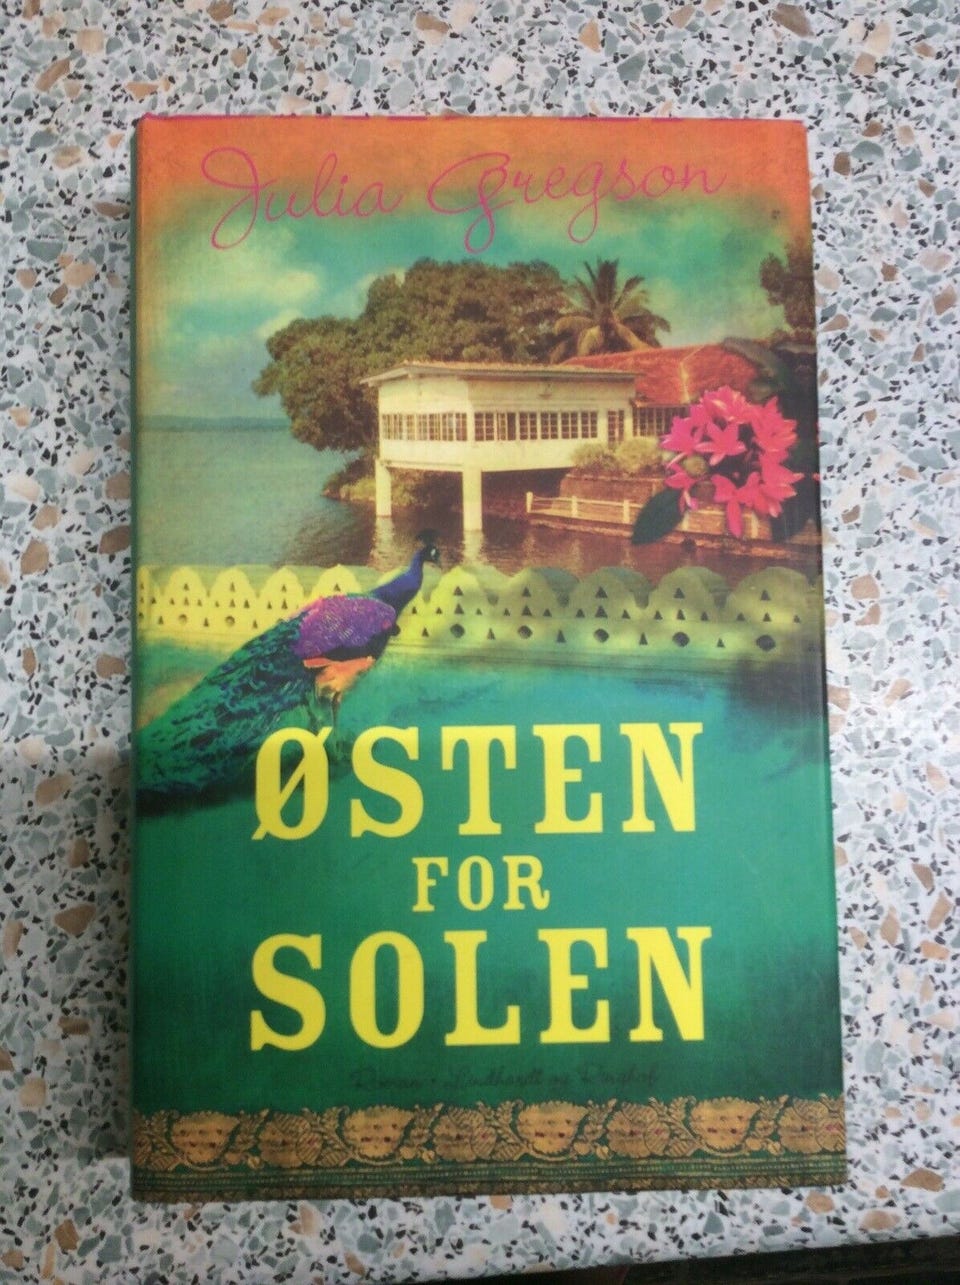 Julia Gregson
ØSTEN
FOR
SOLEN
Roman • Lindhardt og Ringhof